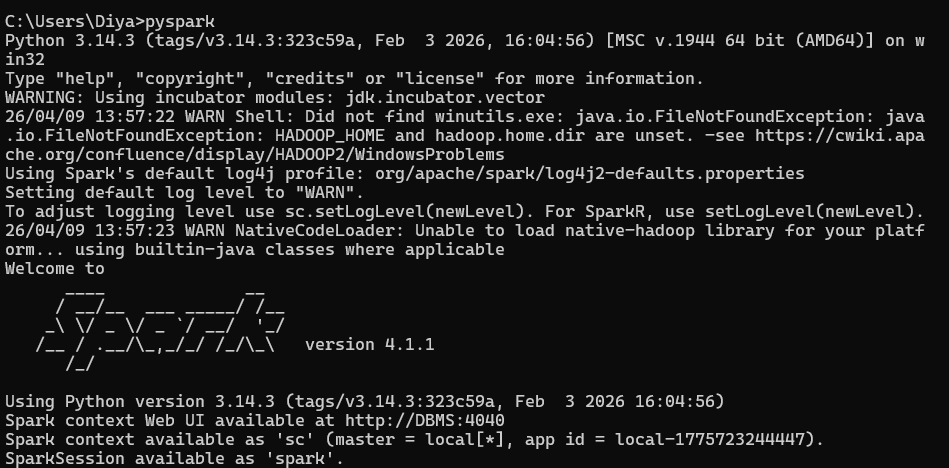 C:\Users\Diya>pyspark
Python 3.14.3 (tags/v3.14.3:323c59a, Feb  3 2026, 16:04:56) [MSC v.1944 64 bit (AMD64)] on w
in32
Type "help", "copyright", "credits" or "license" for more information.
WARNING: Using incubator modules: jdk.incubator.vector
26/04/09 13:57:22 WARN Shell: Did not find winutils.exe: java.io.FileNotFoundException: java
.io.FileNotFoundException: HADOOP_HOME and hadoop.home.dir are unset. -see https://cwiki.apa
che.org/confluence/display/HADOOP2/WindowsProblems
Using Spark's default log4j profile: org/apache/spark/log4j2-defaults.properties
Setting default log level to "WARN".
To adjust logging level use sc.setLogLevel(newLevel). For SparkR, use setLogLevel(newLevel).
26/04/09 13:57:23 WARN NativeCodeLoader: Unable to load native-hadoop library for your platf
orm... using builtin-java classes where applicable
Welcome to
      ____              __
     / __/__  ___ _____/ /__
    _\ \/ _ \/ _ `/ __/  '_/
   /__ / .__/\_,_/_/ /_/\_\   version 4.1.1
      /_/
Using Python version 3.14.3 (tags/v3.14.3:323c59a, Feb  3 2026 16:04:56)
Spark context Web UI available at http://DBMS:4040
Spark context available as 'sc' (master = local[*], app id = local-1775723244447).
SparkSession available as 'spark'.